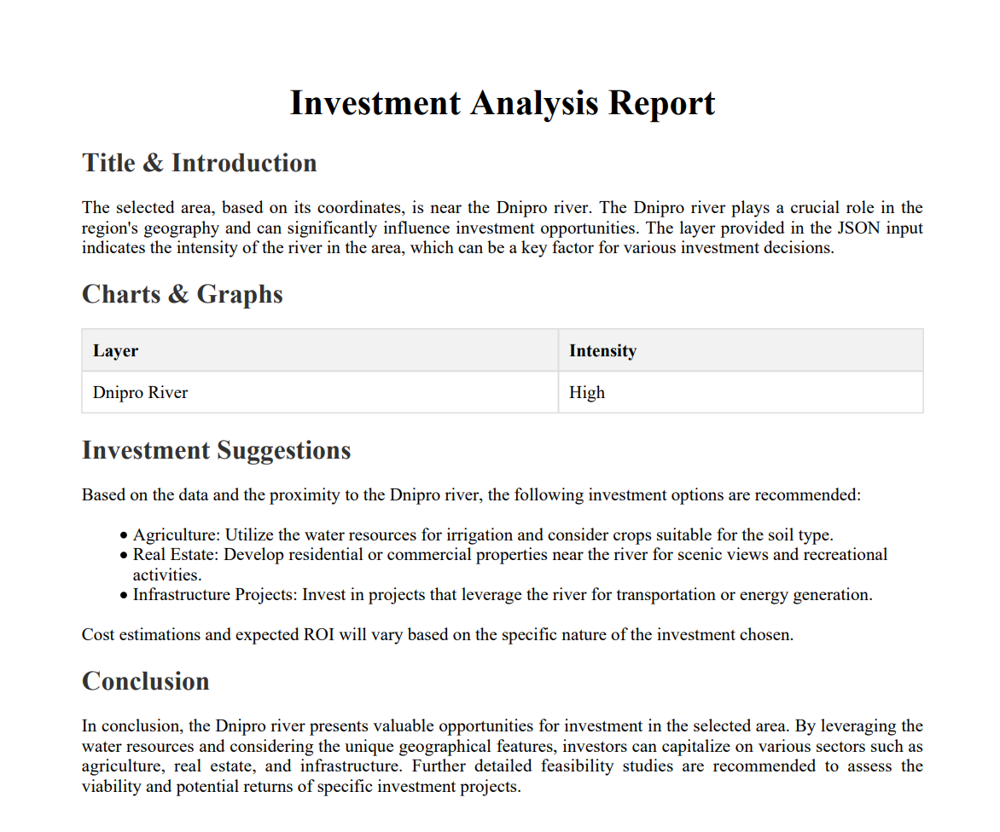 Investment Analysis Report
Title & Introduction
The selected area, based on its coordinates, is near the Dnipro river. The Dnipro river plays a crucial role in the
region's geography and can significantly influence investment opportunities. The layer provided in the JSON input
indicates the intensity of the river in the area, which can be a key factor for various investment decisions.
Charts & Graphs
Layer Intensity
Dnipro River High
Investment Suggestions
Based on the data and the proximity to the Dnipro river, the following investment options are recommended:
• Agriculture: Utilize the water resources for irrigation and consider crops suitable for the soil type.
• Real Estate: Develop residential or commercial properties near the river for scenic views and recreational
activities.
• Infrastructure Projects: Invest in projects that leverage the river for transportation or energy generation.
Cost estimations and expected ROI will vary based on the specific nature of the investment chosen.
Conclusion
In conclusion, the Dnipro river presents valuable opportunities for investment in the selected area. By leveraging the
water resources and considering the unique geographical features, investors can capitalize on various sectors such as
agriculture, real estate, and infrastructure. Further detailed feasibility studies are recommended to assess the
viability and potential returns of specific investment projects.